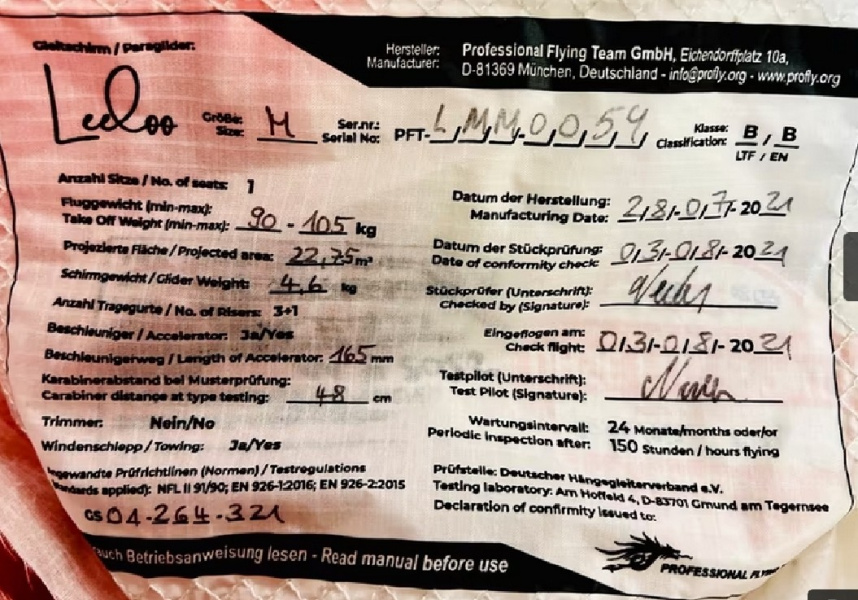 Gleitschirm / Paraglider:
Hersteller: Professional Flying Team GmbH, Eichendorffplatz 10a,
Manufacturer: D-81369 München, Deutschland - info@profly.org - www.profly.org
Leeloo
Größe:
Size: M
Ser.nr.:
Serial No: PFT-LMM-0054
Klasse:
Classification: B / B
LTF / EN
Anzahl Sitze / No. of seats: 1
Fluggewicht (min-max):
Take Off Weight (min-max): 90 - 105 kg
Projezierte Fläche / Projected area: 22,75 m²
Schirmgewicht / Glider Weight: 4,6 kg
Anzahl Tragegurte / No. of Risers: 3+1
Beschleuniger / Accelerator: Ja/Yes
Beschleunigerweg / Length of Accelerator: 165 mm
Karabinerabstand bei Musterprüfung:
Carabiner distance at type testing: 48 cm
Trimmer: Nein/No
Windenschlepp / Towing: Ja/Yes
Prüfrichtlinen (Normen) / Testregulations
applied): NFL II 91/90; EN 926-1:2016; EN 926-2:2015
GS 04-264.321
Datum der Herstellung:
Manufacturing Date: 28-07-2021
Datum der Stückprüfung:
Date of conformity check: 03-08-2021
Stückprüfer (Unterschrift):
Checked by (Signature):
Eingeflogen am:
Check flight: 03-08-2021
Testpilot (Unterschrift):
Test Pilot (Signature):
Wartungsintervall: 24 Monate/months oder/or
Periodic inspection after: 150 Stunden / hours flying
Prüfstelle: Deutscher Hängegleiterverband e.V.
Testing laboratory: Am Hoffeld 4, D-83701 Gmund am Tegernsee
Declaration of confirmity issued to:
Betriebsanweisung lesen - Read manual before use
PROFESSIONAL